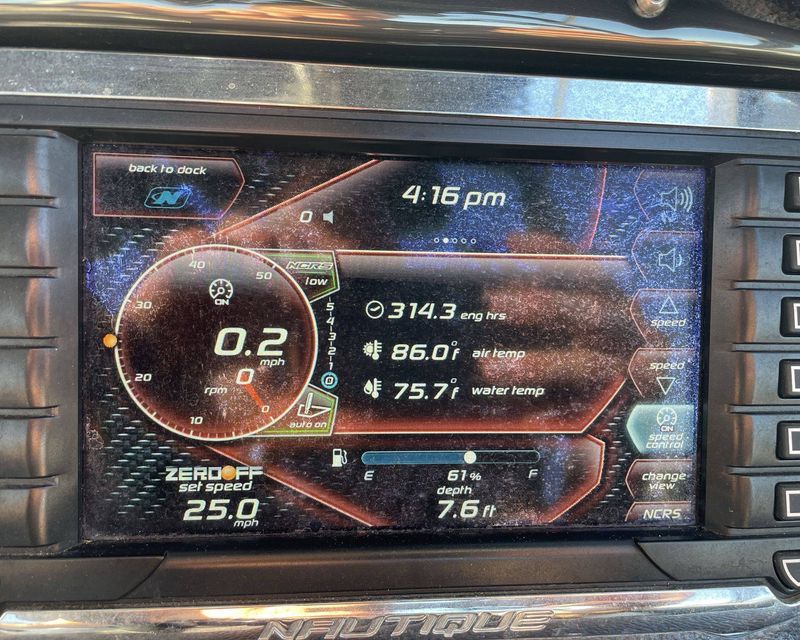 back to dock
N
4:16 pm
0
40
50
30
20
10
0
ON
NCRS
low
5
4
3
2
1
0
0.2
mph
rpm
0
auto on
314.3 eng hrs
86.0°f air temp
75.7°f water temp
speed
speed
ON
speed
control
change
view
NCRS
ZEROOFF
set speed
25.0 mph
E
61%
F
depth
7.6 ft
NAUTIQUE